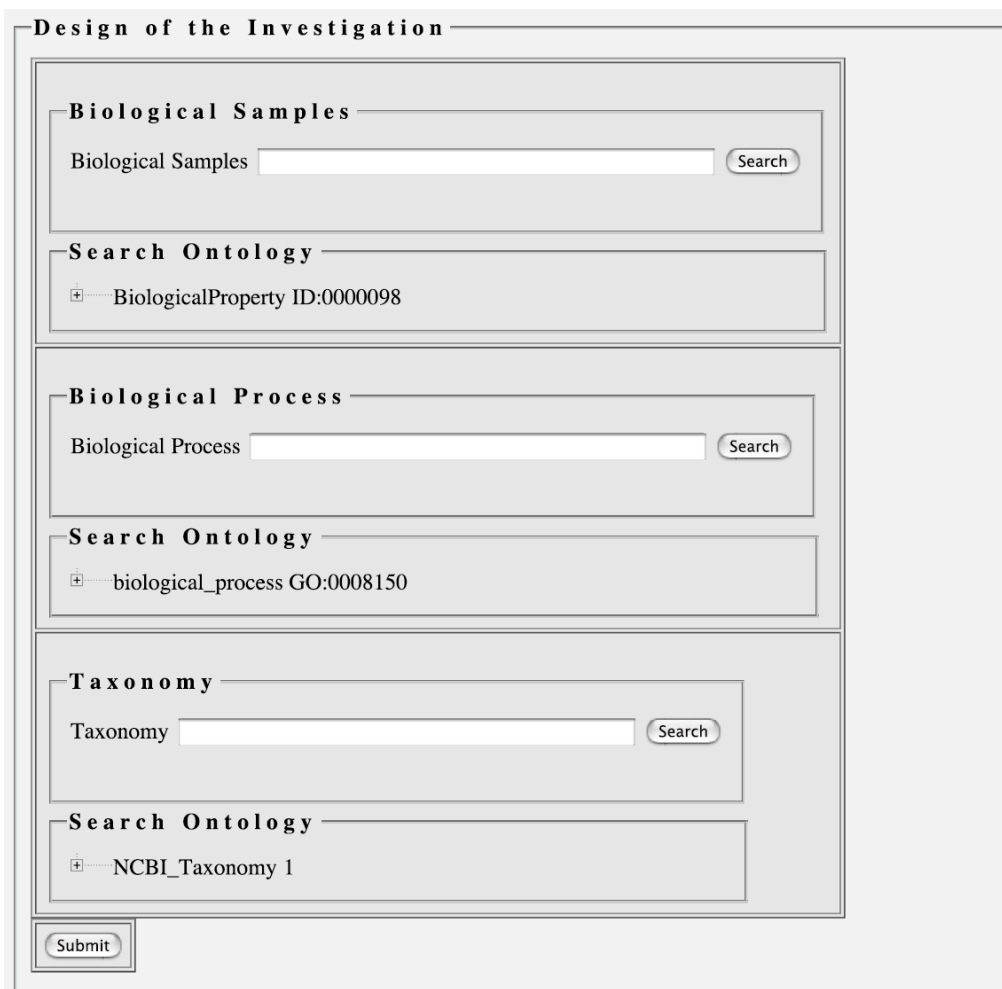 Design of the Investigation
Biological Samples
Biological Samples Search
Search Ontology
BiologicalProperty ID:0000098
Biological Process
Biological Process Search
Search Ontology
biological_process GO:0008150
Taxonomy
Taxonomy Search
Search Ontology
NCBI_Taxonomy 1
Submit